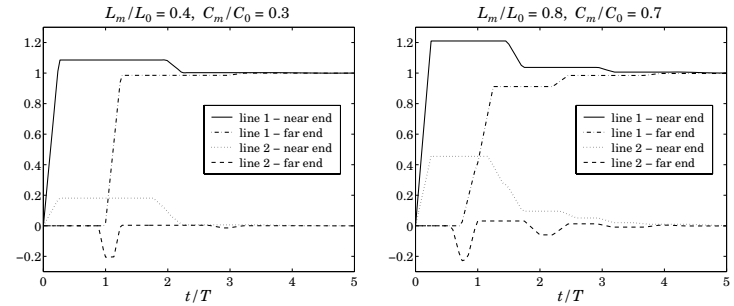 L_m/L_0 = 0.4, C_m/C_0 = 0.3
1.2
1
0.8
0.6
0.4
0.2
0
−0.2
0 1 2 3 4 5
t/T
line 1 – near end
line 1 – far end
line 2 – near end
line 2 – far end
L_m/L_0 = 0.8, C_m/C_0 = 0.7
1.2
1
0.8
0.6
0.4
0.2
0
−0.2
0 1 2 3 4 5
t/T
line 1 – near end
line 1 – far end
line 2 – near end
line 2 – far end